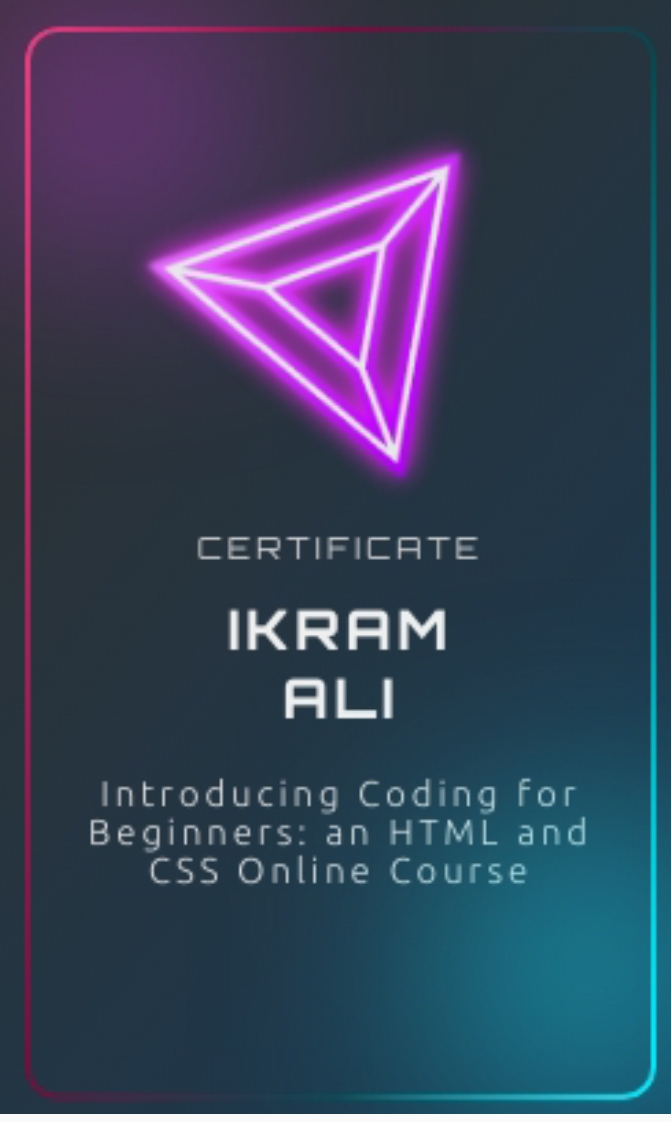 CERTIFICATE
IKRAM
ALI
Introducing Coding for
Beginners: an HTML and
CSS Online Course